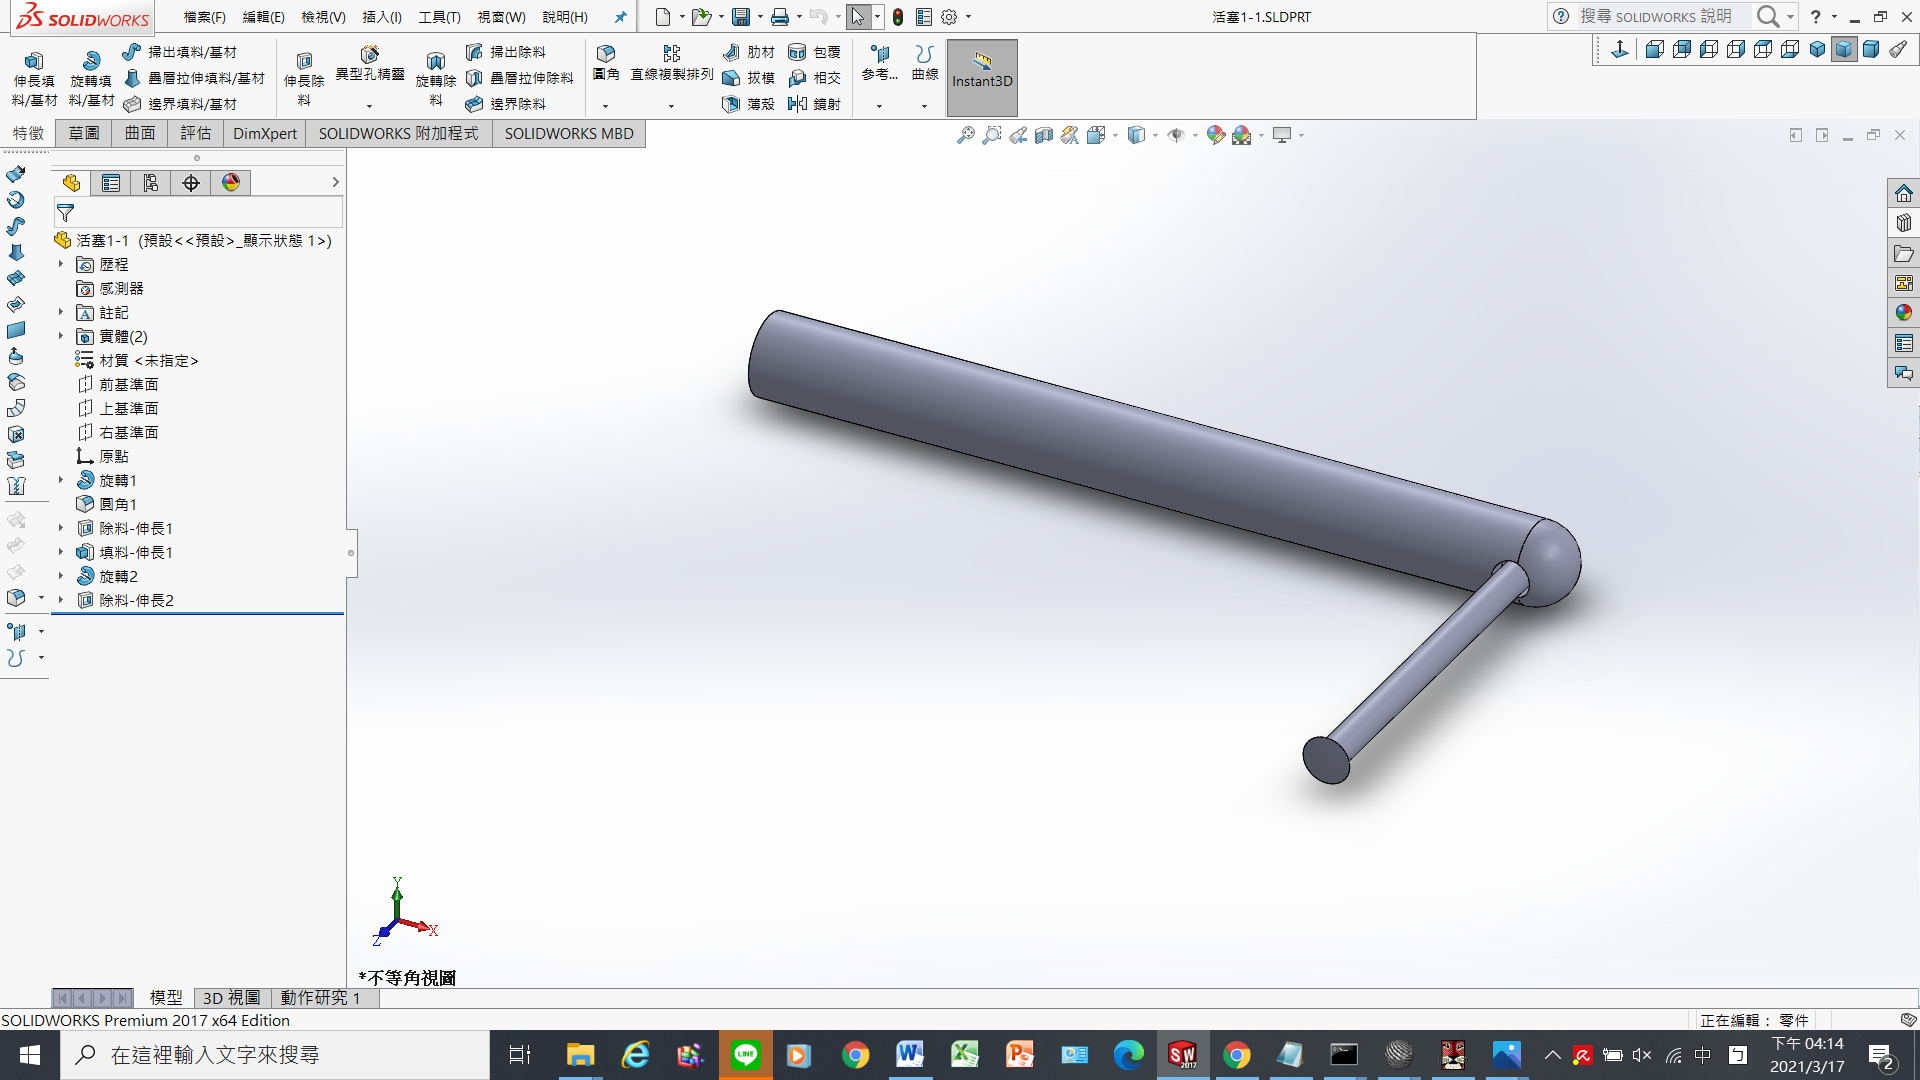 SOLIDWORKS 檔案(F) 編輯(E) 檢視(V) 插入(I) 工具(T) 視窗(W) 說明(H) 活塞1-1.SLDPRT 搜尋 SOLIDWORKS 說明
伸長填料/基材 旋轉填料/基材 掃出填料/基材 疊層拉伸填料/基材 邊界填料/基材
伸長除料 異型孔精靈 旋轉除料 掃出除料 疊層拉伸除料 邊界除料
圓角 直線複製排列 肋材 拔模 薄殼 包覆 相交 鏡射
參考... 曲線 Instant3D
特徵 草圖 曲面 評估 DimXpert SOLIDWORKS 附加程式 SOLIDWORKS MBD
活塞1-1 (預設<<預設>_顯示狀態 1>)
歷程
感測器
註記
實體(2)
材質 <未指定>
前基準面
上基準面
右基準面
原點
旋轉1
圓角1
除料-伸長1
填料-伸長1
旋轉2
除料-伸長2
Y
X
Z
*不等角視圖
模型 3D 視圖 動作研究 1
SOLIDWORKS Premium 2017 x64 Edition 正在編輯： 零件
在這裡輸入文字來搜尋 LINE SW 2017 中 下午 04:14
2021/3/17 2